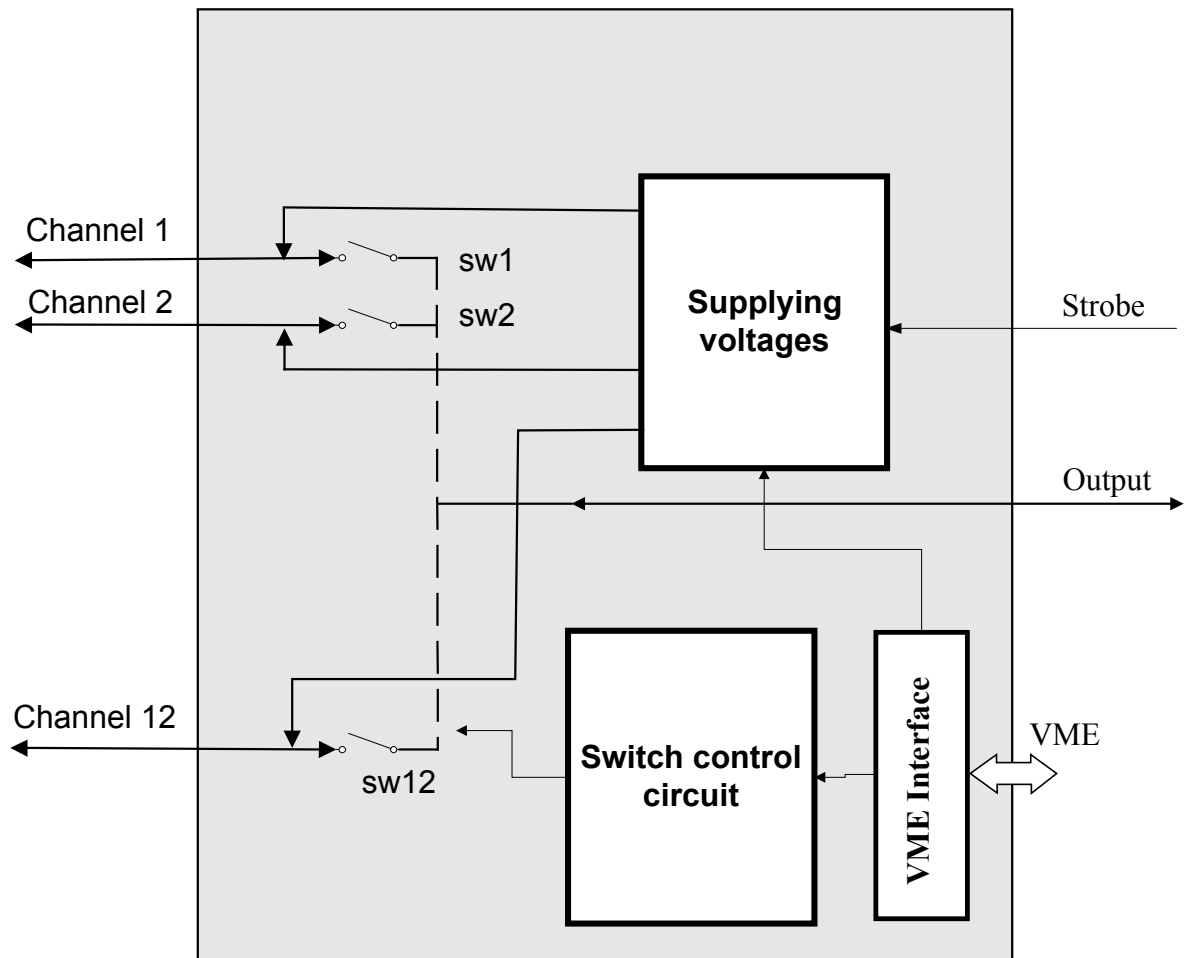 Channel 1
sw1
Channel 2
sw2
Supplying
voltages
Strobe
Output
Channel 12
sw12
Switch control
circuit
VME Interface
VME